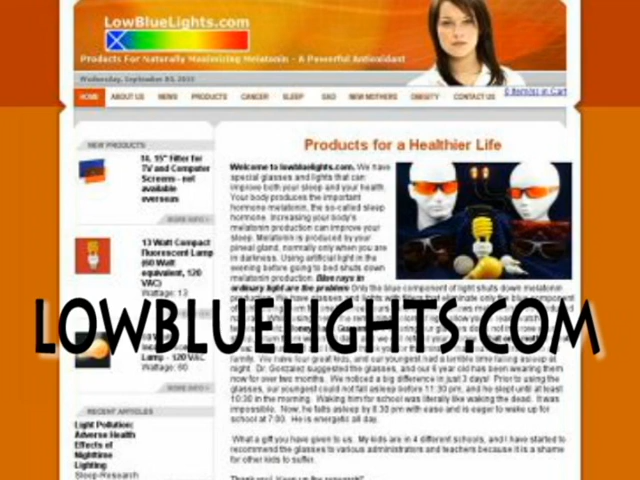 LowBlueLights.com
Products For Naturally Maximizing Melatonin - A Powerful Antioxidant
Wednesday, September
HOME ABOUT US NEWS PRODUCTS CANCER SLEEP SAD NEW MOTHERS OBESITY CONTACT US 0 Item(s) in Cart
NEW PRODUCTS
14, 15" Filter for
TV and Computer
Screens - not
available
overseas
MORE INFO >
13 Watt Compact
Fluorescent Lamp
(60 Watt
equivalent, 120
VAC)
Wattage: 13
Lamp - 120 VAC
Wattage: 60
MORE INFO >
RECENT ARTICLES
Light Pollution:
Adverse Health
Effects of
Nighttime
Lighting
Sleep Research
Products for a Healthier Life
Welcome to lowbluelights.com. We have
special glasses and lights that can
improve both your sleep and your health.
Your body produces the important
hormone melatonin, the so-called sleep
hormone. Increasing your body's
melatonin production can improve your
sleep. Melatonin is produced by your
pineal gland, normally only when you are
in darkness. Using artificial light in the
evening before going to bed shuts down
melatonin production. Blue rays in
ordinary light are the problem Only the blue component of light shuts down melatonin
LOWBLUELIGHTS.COM
family. We have four great kids, and our youngest had a terrible time falling asleep at
night. Dr. Gonzalez suggested the glasses, and our 6 year old has been wearing them
now for over two months. We noticed a big difference in just 3 days! Prior to using the
glasses, our youngest could not fall asleep before 11:30 pm, and he slept until at least
10:30 in the morning. Waking him for school was literally like waking the dead. It was
impossible. Now, he falls asleep by 8:30 pm with ease and is eager to wake up for
school at 7:00. He is energetic all day.
What a gift you have given to us. My kids are in 4 different schools, and I have started to
recommend the glasses to various administrators and teachers because it is a shame
for other kids to suffer.